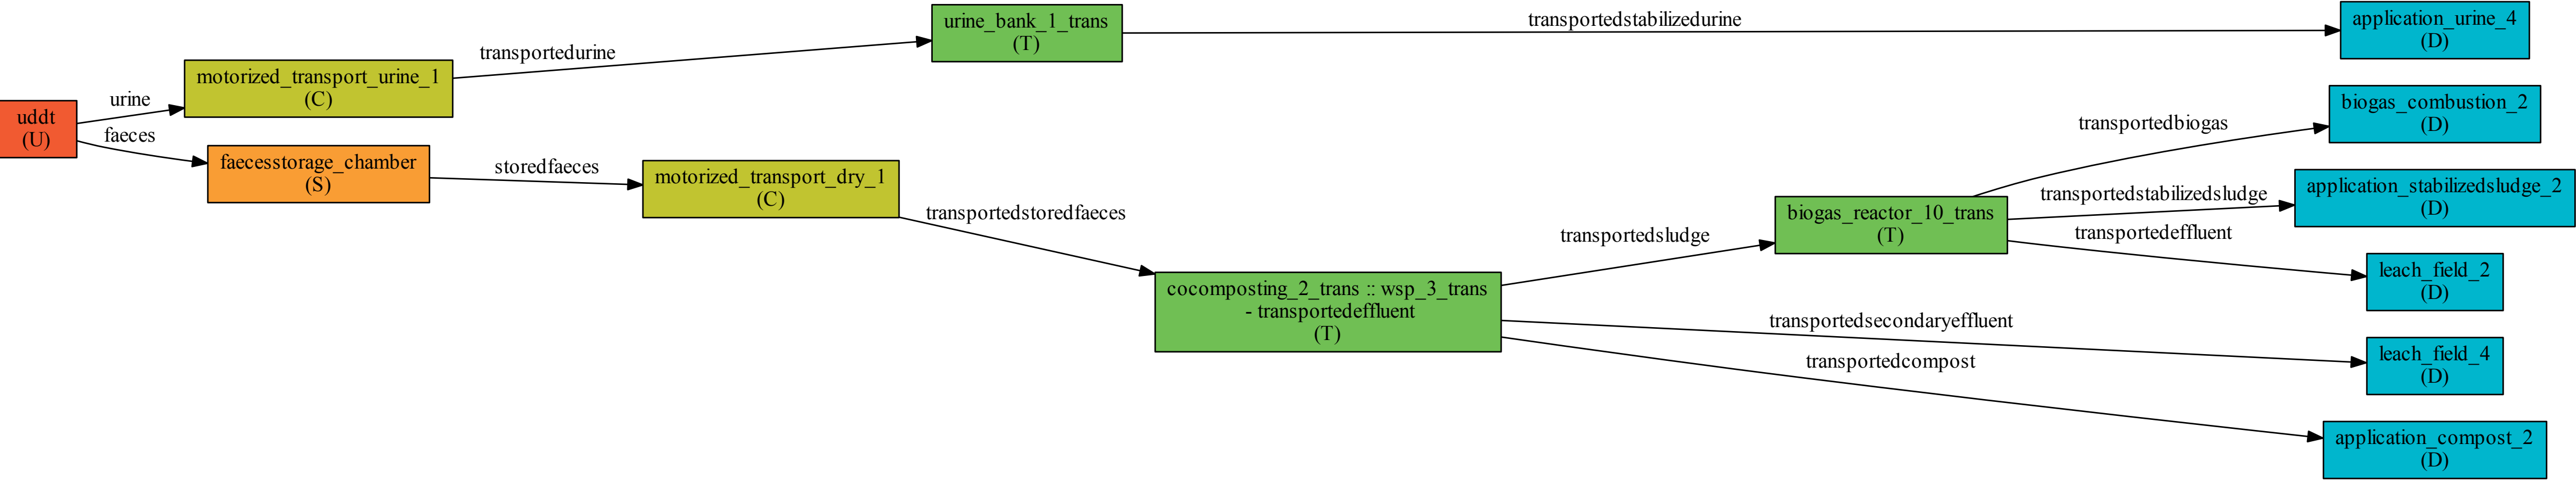 uddt
(U)
urine
faeces
motorized_transport_urine_1
(C)
faecesstorage_chamber
(S)
transportedurine
storedfaeces
motorized_transport_dry_1
(C)
urine_bank_1_trans
(T)
transportedstoredfaeces
cocomposting_2_trans :: wsp_3_trans
- transportedeffluent
(T)
transportedstabilizedurine
transportedsludge
transportedsecondaryeffluent
transportedcompost
biogas_reactor_10_trans
(T)
transportedbiogas
transportedstabilizedsludge
transportedeffluent
application_urine_4
(D)
biogas_combustion_2
(D)
application_stabilizedsludge_2
(D)
leach_field_2
(D)
leach_field_4
(D)
application_compost_2
(D)